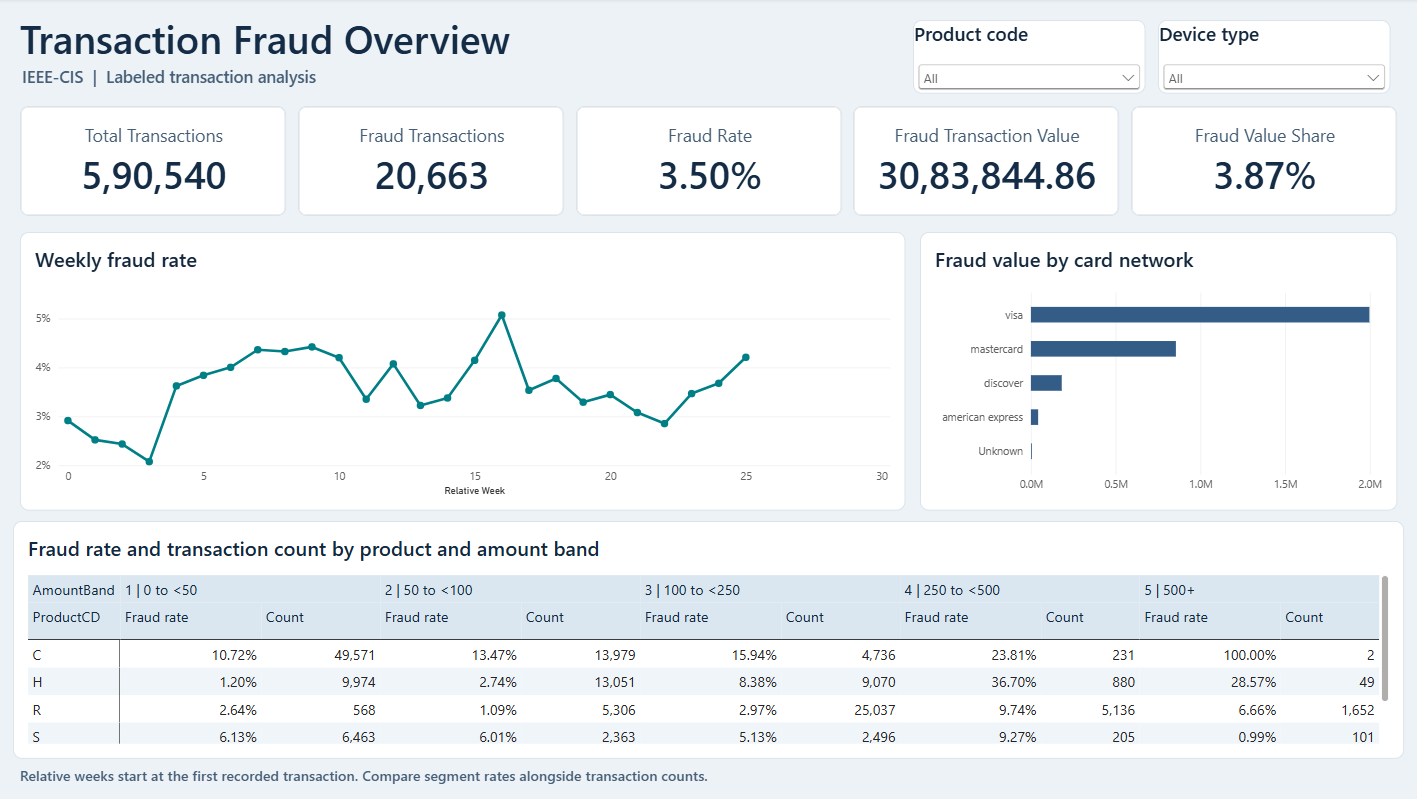 Transaction Fraud Overview
IEEE-CIS | Labeled transaction analysis
Product code
All
Device type
All
Total Transactions
5,90,540
Fraud Transactions
20,663
Fraud Rate
3.50%
Fraud Transaction Value
30,83,844.86
Fraud Value Share
3.87%
Weekly fraud rate
5%
4%
3%
2%
0 5 10 15 20 25 30
Relative Week
Fraud value by card network
visa
mastercard
discover
american express
Unknown
0.0M 0.5M 1.0M 1.5M 2.0M
Fraud rate and transaction count by product and amount band
AmountBand 1 | 0 to <50 2 | 50 to <100 3 | 100 to <250 4 | 250 to <500 5 | 500+
ProductCD Fraud rate Count Fraud rate Count Fraud rate Count Fraud rate Count Fraud rate Count
C 10.72% 49,571 13.47% 13,979 15.94% 4,736 23.81% 231 100.00% 2
H 1.20% 9,974 2.74% 13,051 8.38% 9,070 36.70% 880 28.57% 49
R 2.64% 568 1.09% 5,306 2.97% 25,037 9.74% 5,136 6.66% 1,652
S 6.13% 6,463 6.01% 2,363 5.13% 2,496 9.27% 205 0.99% 101
Relative weeks start at the first recorded transaction. Compare segment rates alongside transaction counts.